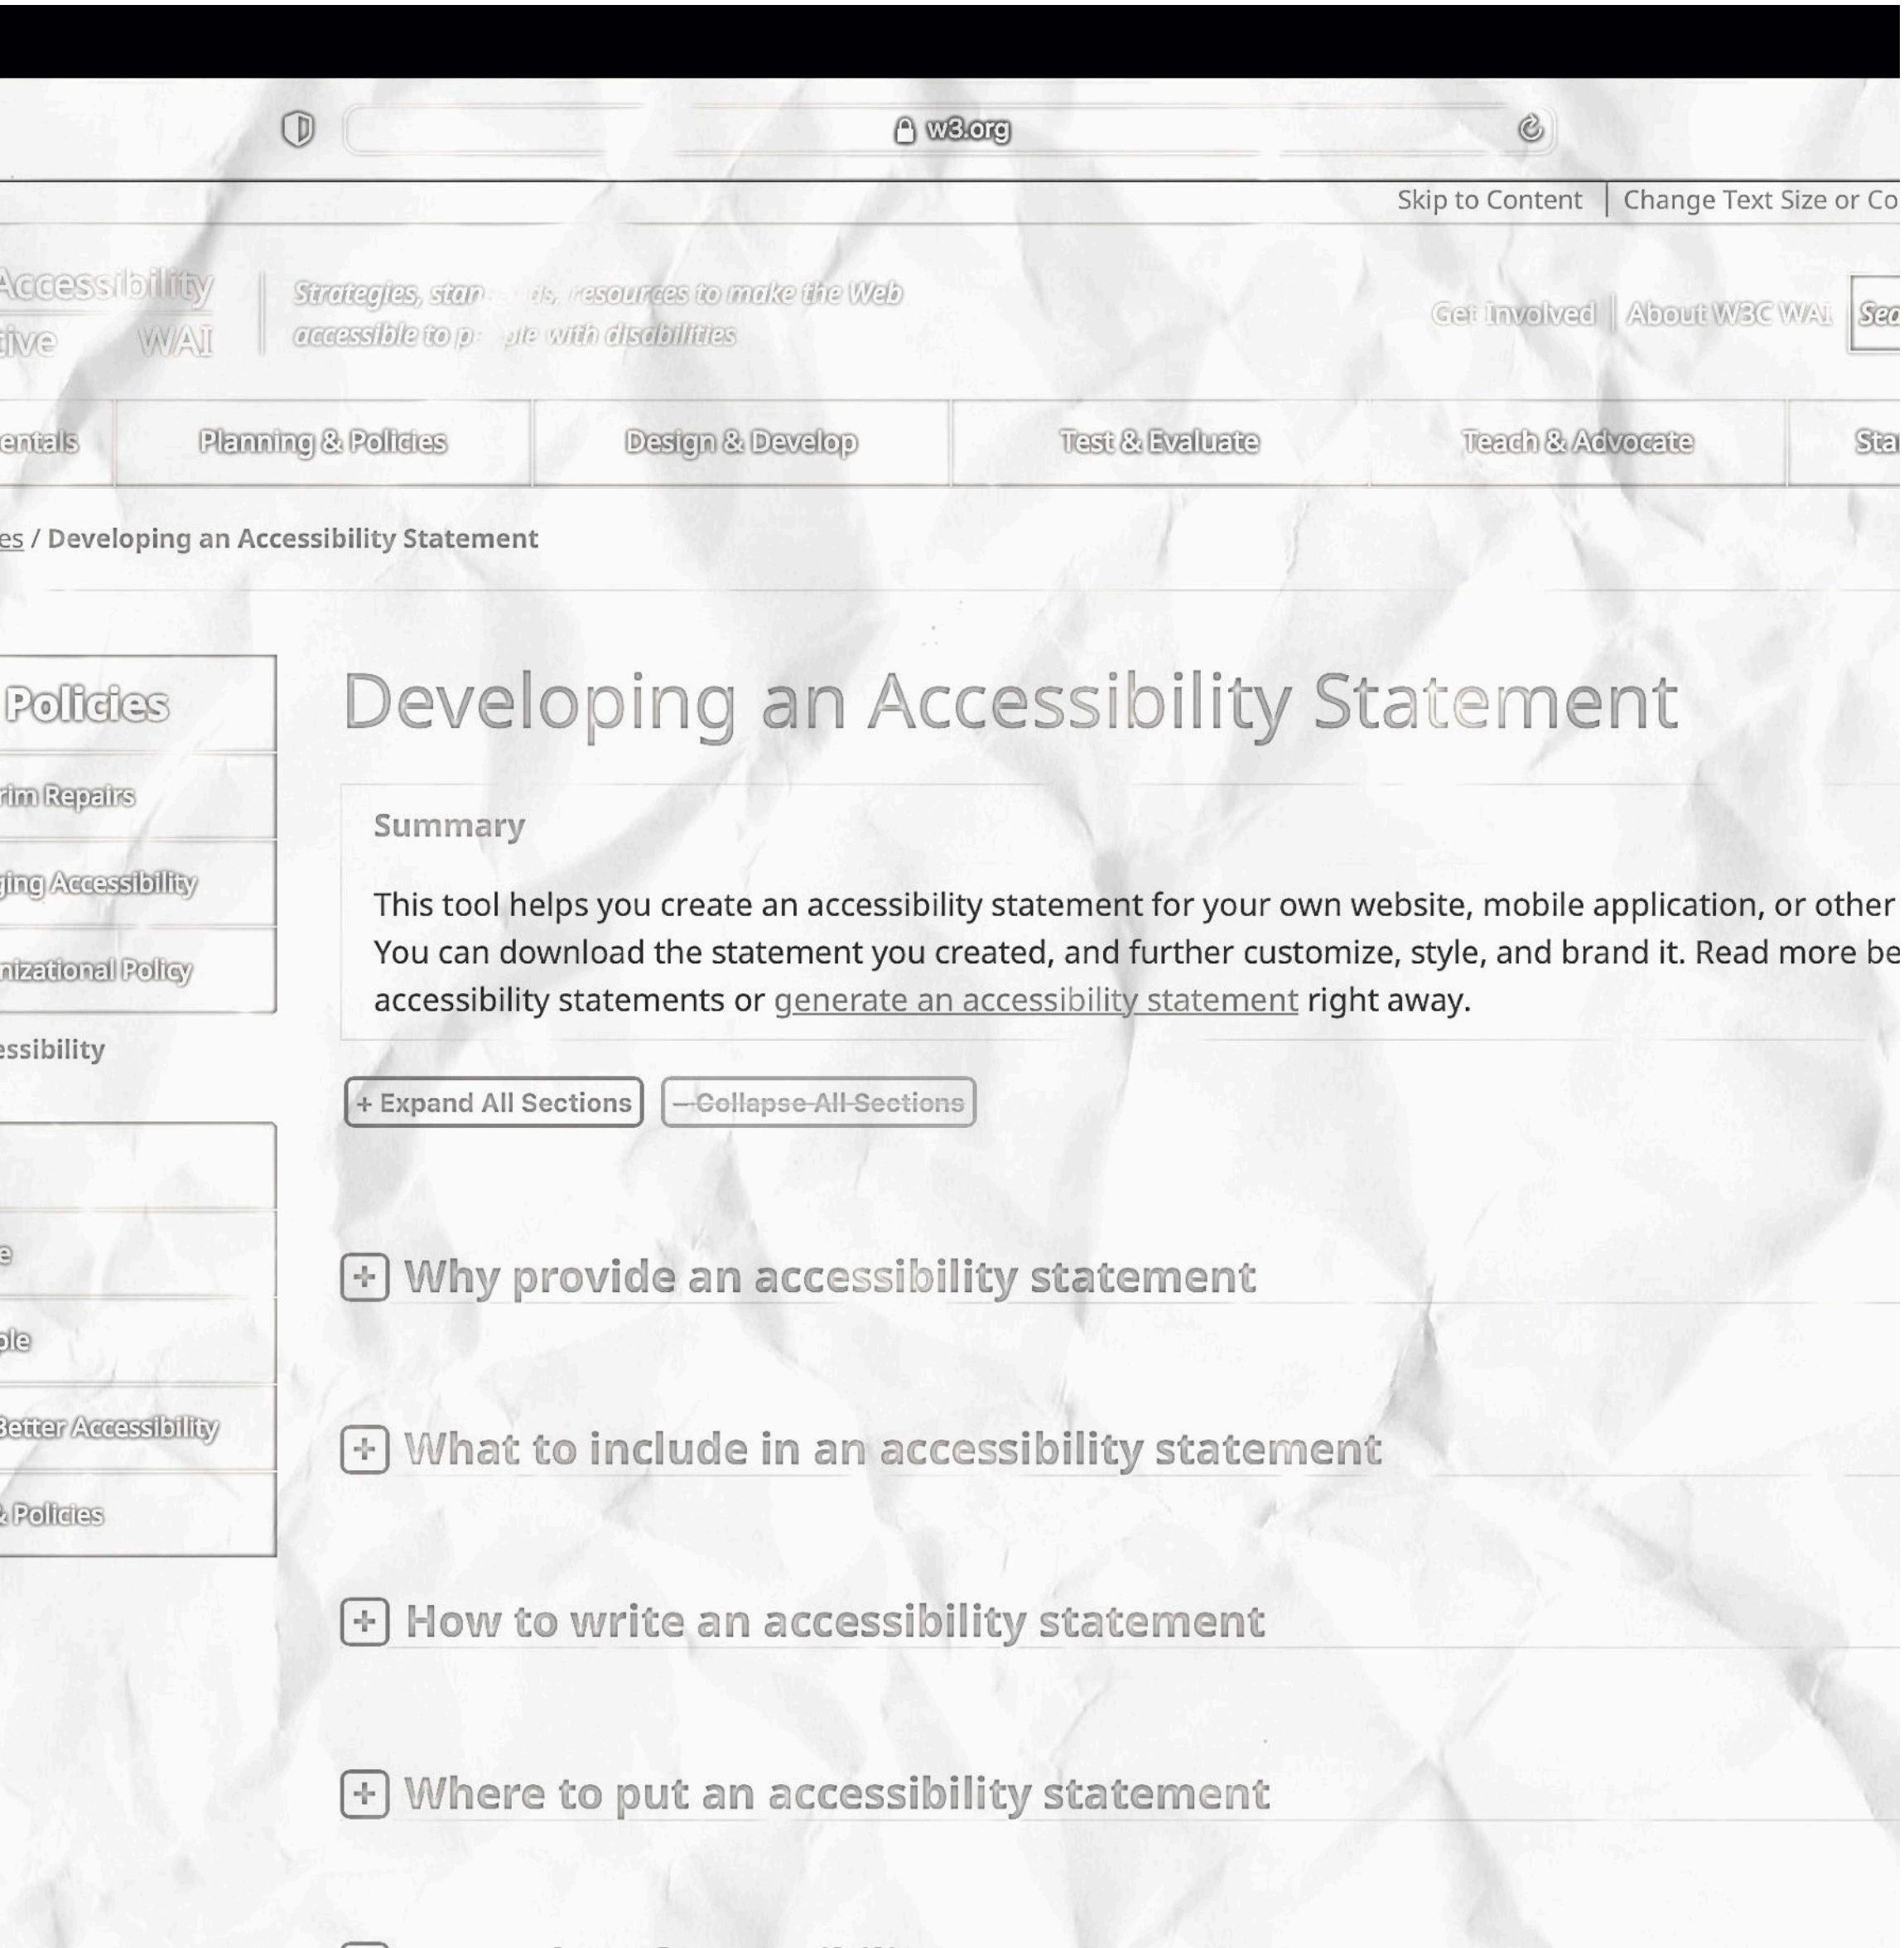 w3.org
Skip to Content | Change Text Size or Co
Accessibility
tive WAI
Strategies, resources to make the Web
accessible to with disabilities
Get Involved | About W3C WAI
Sea
entals
Planning & Policies
Design & Develop
Test & Evaluate
Teach & Advocate
Sta
es / Developing an Accessibility Statement
Policies
rim Repairs
ging Accessibility
nizational Policy
essibility
e
ple
Better Accessibility
& Policies
Developing an Accessibility Statement
Summary
This tool helps you create an accessibility statement for your own website, mobile application, or other
You can download the statement you created, and further customize, style, and brand it. Read more be
accessibility statements or generate an accessibility statement right away.
+ Expand All Sections
– Collapse All Sections
+ Why provide an accessibility statement
+ What to include in an accessibility statement
+ How to write an accessibility statement
+ Where to put an accessibility statement